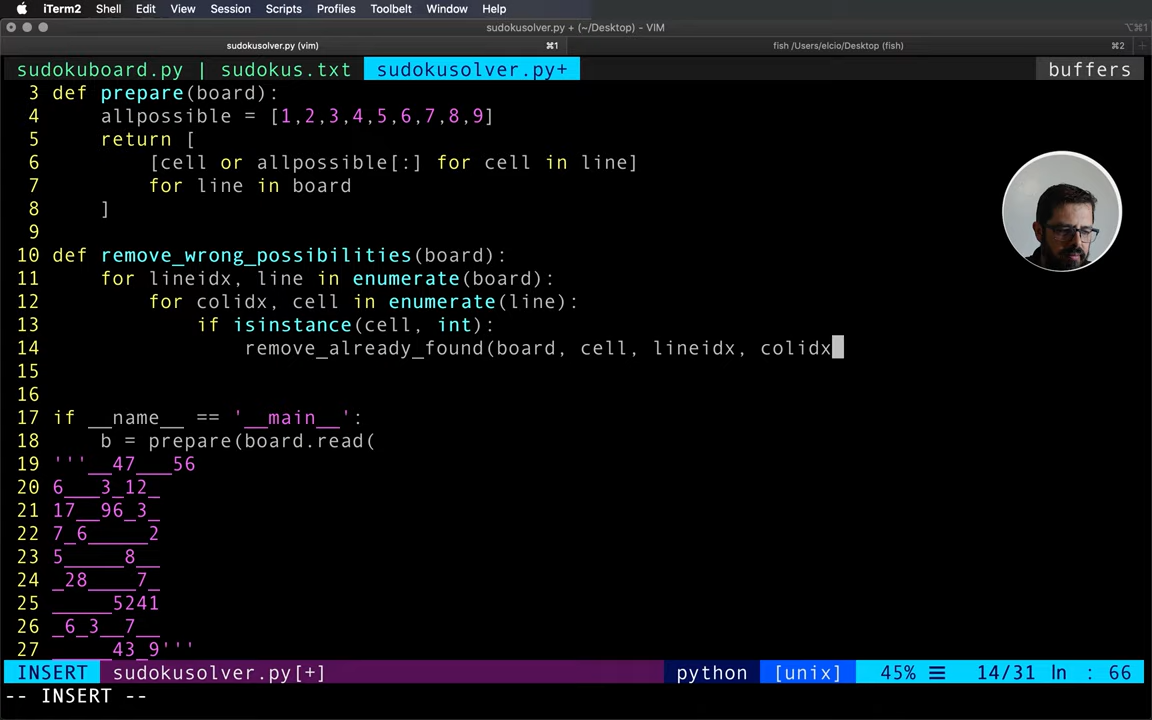 iTerm2 Shell Edit View Session Scripts Profiles Toolbelt Window Help
sudokusolver.py + (~/Desktop) - VIM
⌥⌘1
sudokusolver.py (vim) ⌘1 fish /Users/elcio/Desktop (fish) ⌘2
sudokuboard.py | sudokus.txt sudokusolver.py+ buffers
3 def prepare(board):
4     allpossible = [1,2,3,4,5,6,7,8,9]
5     return [
6         [cell or allpossible[:] for cell in line]
7         for line in board
8     ]
9
10 def remove_wrong_possibilities(board):
11     for lineidx, line in enumerate(board):
12         for colidx, cell in enumerate(line):
13             if isinstance(cell, int):
14                 remove_already_found(board, cell, lineidx, colidx
15
16
17 if __name__ == '__main__':
18     b = prepare(board.read(
19 '''__47___56
20 6___3_12_
21 17__96_3_
22 7_6_____2
23 5_____8__
24 _28____7_
25 _____5241
26 _6_3__7__
27 _____43_9'''
INSERT sudokusolver.py[+] python [unix] 45% ☰ 14/31 ln : 66
-- INSERT --